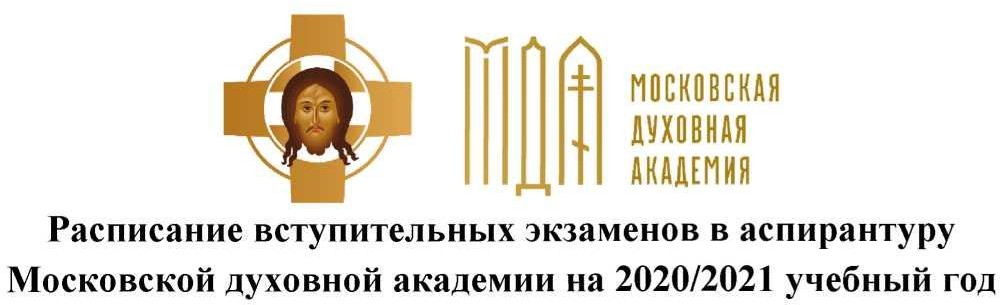 МДА
МОСКОВСКАЯ
ДУХОВНАЯ
АКАДЕМИЯ
Расписание вступительных экзаменов в аспирантуру
Московской духовной академии на 2020/2021 учебный год